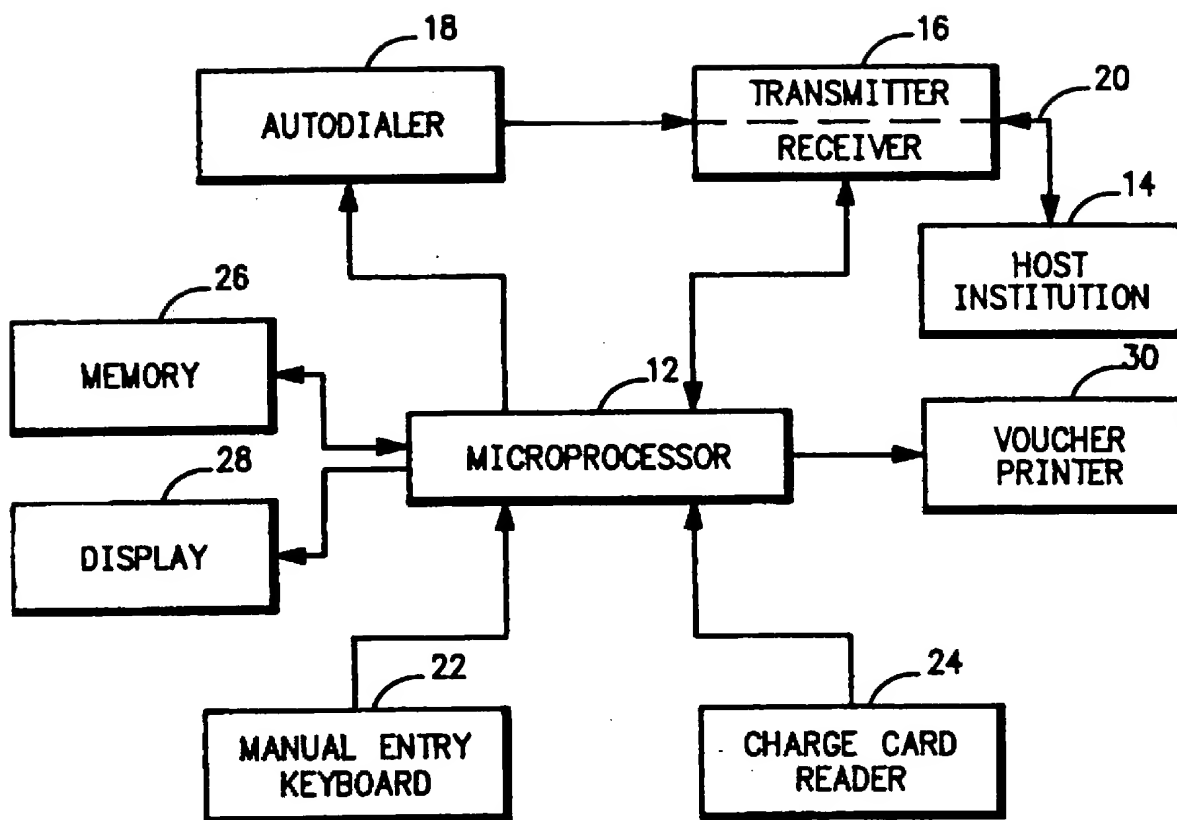 18
AUTODIALER
16
TRANSMITTER
RECEIVER
20
14
HOST
INSTITUTION
26
MEMORY
12
MICROPROCESSOR
30
VOUCHER
PRINTER
28
DISPLAY
22
MANUAL ENTRY
KEYBOARD
24
CHARGE CARD
READER